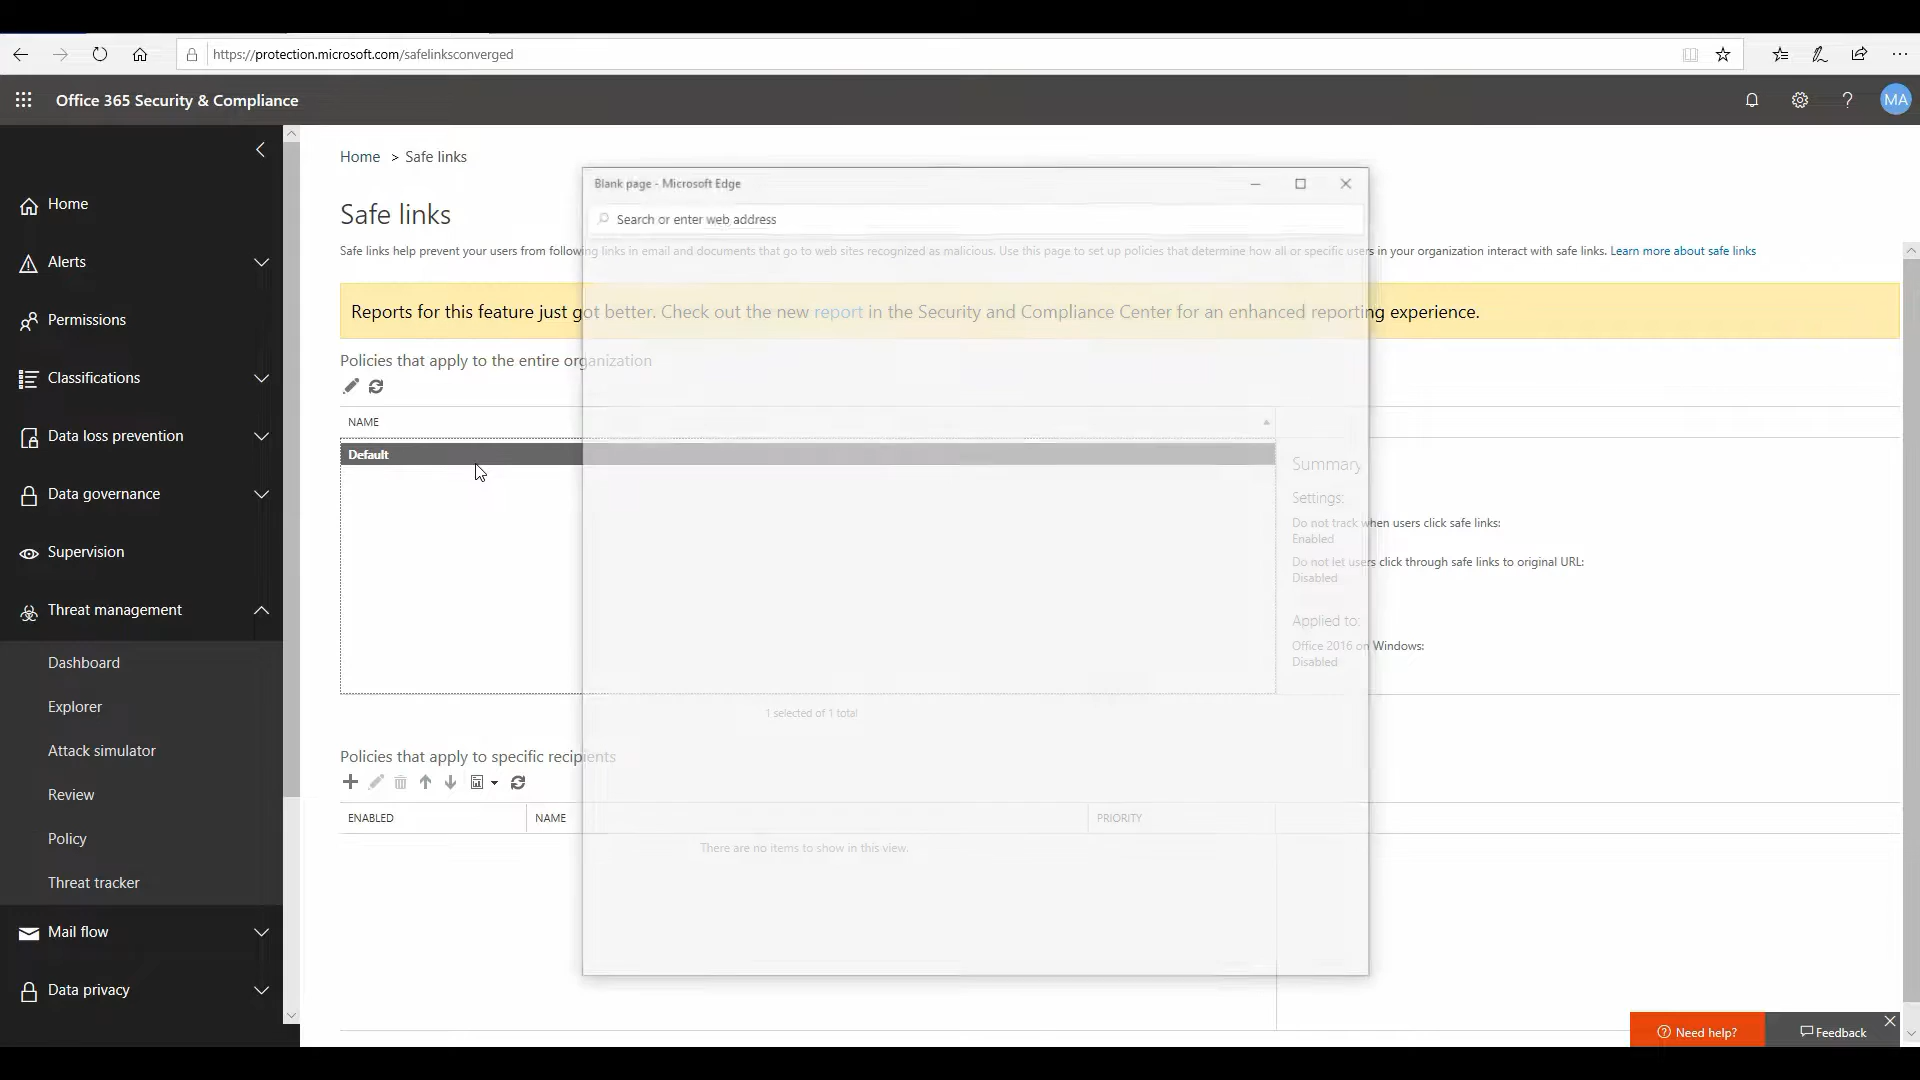 https://protection.microsoft.com/safelinksconverged
Office 365 Security & Compliance
MA
Home
Alerts
Permissions
Classifications
Data loss prevention
Data governance
Supervision
Threat management
Dashboard
Explorer
Attack simulator
Review
Policy
Threat tracker
Mail flow
Data privacy
Home > Safe links
Blank page - Microsoft Edge
Search or enter web address
Safe links
Safe links help prevent your users from following links in email and documents that go to web sites recognized as malicious. Use this page to set up policies that determine how all or specific users in your organization interact with safe links. Learn more about safe links
Reports for this feature just got better. Check out the new report in the Security and Compliance Center for an enhanced reporting experience.
Policies that apply to the entire organization
NAME
Default
Summary
Settings:
Do not track when users click safe links:
Enabled
Do not let users click through safe links to original URL:
Disabled
Applied to:
Office 2016 on Windows:
Disabled
1 selected of 1 total
Policies that apply to specific recipients
ENABLED NAME PRIORITY
There are no items to show in this view.
Need help? Feedback